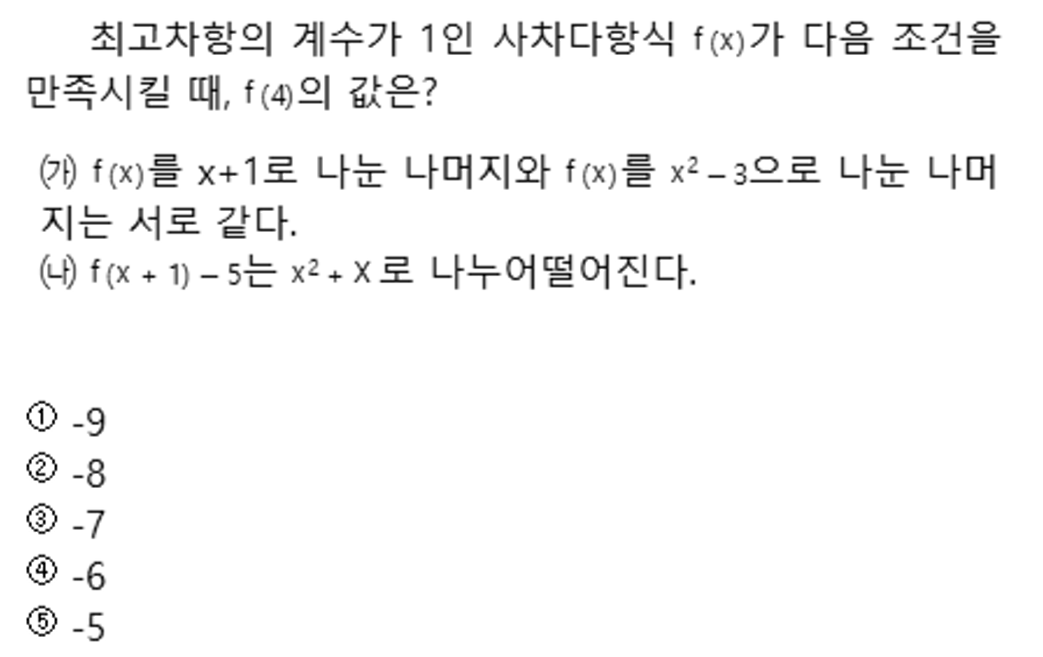 최고차항의 계수가 1인 사차다항식 f(x)가 다음 조건을
만족시킬 때, f(4)의 값은?
㈎ f(x)를 x+1로 나눈 나머지와 f(x)를 x² – 3으로 나눈 나머
지는 서로 같다.
㈏ f(x + 1) – 5는 x² + X로 나누어떨어진다.
① -9
② -8
③ -7
④ -6
⑤ -5